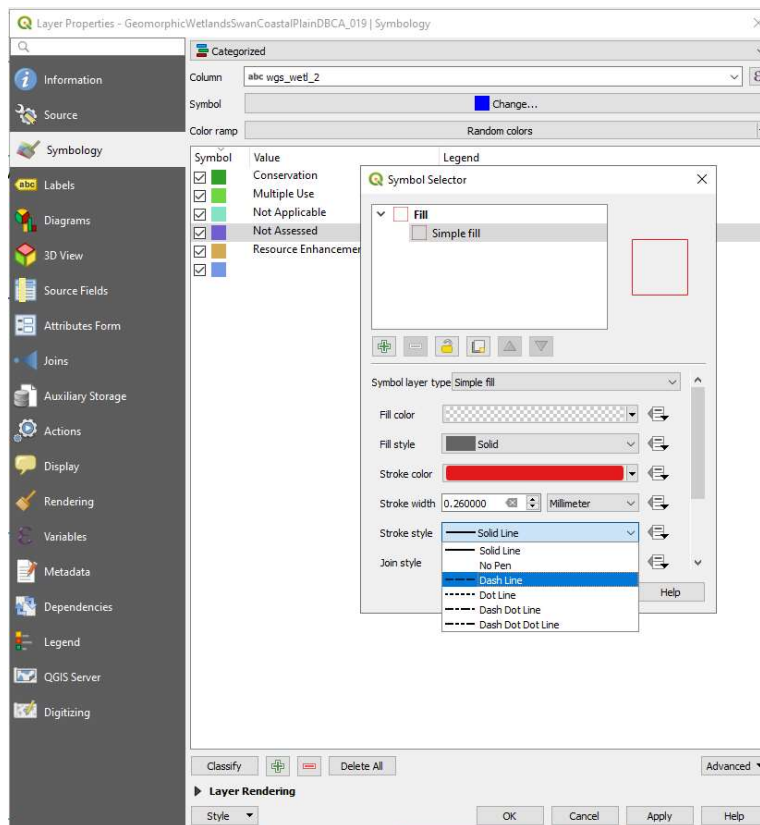 Layer Properties - GeomorphicWetlandsSwanCoastalPlainDBCA_019 | Symbology
Information
Source
Symbology
abc Labels
Diagrams
3D View
Source Fields
Attributes Form
Joins
Auxiliary Storage
Actions
Display
Rendering
Variables
Metadata
Dependencies
Legend
QGIS Server
Digitizing
Categorized
Column abc wgs_wetl_2 ε
Symbol Change...
Color ramp Random colors
Symbol Value Legend
Conservation
Multiple Use
Not Applicable
Not Assessed
Resource Enhancemen
Symbol Selector
Fill
Simple fill
Symbol layer type Simple fill
Fill color
Fill style Solid
Stroke color
Stroke width 0.260000 Millimeter
Stroke style Solid Line
Join style
Solid Line
No Pen
Dash Line
Dot Line
Dash Dot Line
Dash Dot Dot Line
Help
Classify Delete All Advanced
Layer Rendering
Style OK Cancel Apply Help